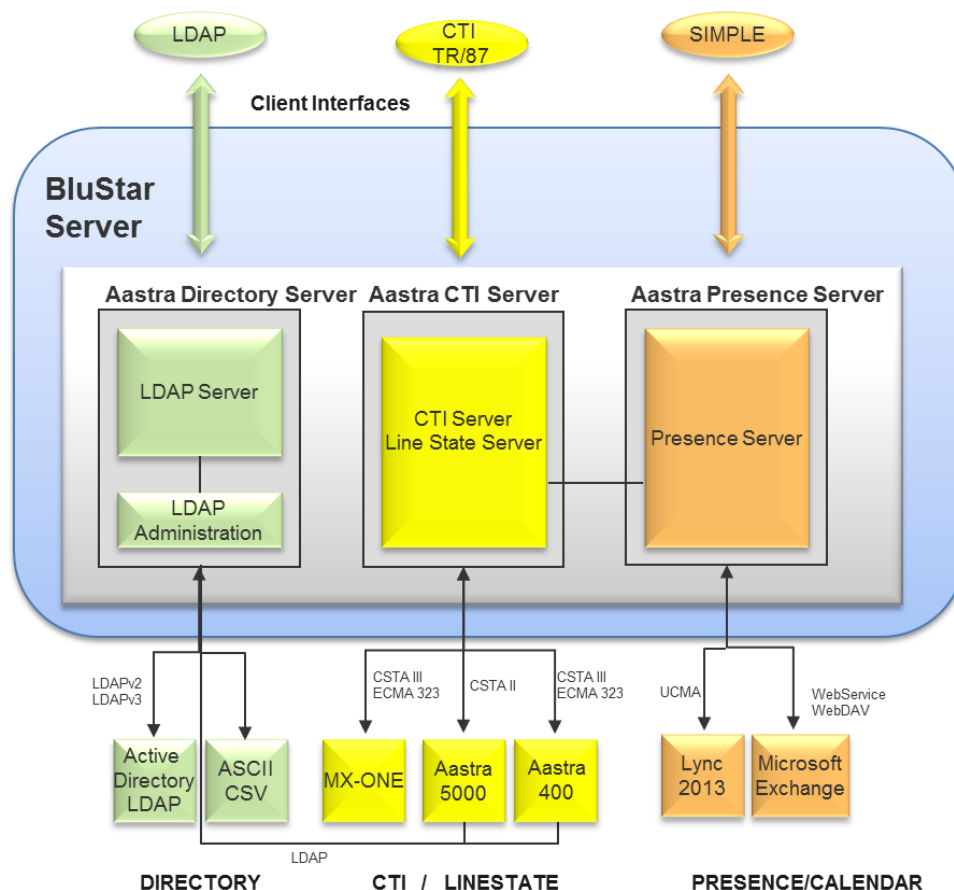 LDAP
CTI
TR/87
SIMPLE
Client Interfaces
BluStar
Server
Aastra Directory Server
Aastra CTI Server
Aastra Presence Server
LDAP Server
CTI Server
Line State Server
Presence Server
LDAP
Administration
LDAPv2
LDAPv3
CSTA III
ECMA 323
CSTA II
CSTA III
ECMA 323
UCMA
WebService
WebDAV
Active
Directory
LDAP
ASCII
CSV
MX-ONE
Aastra
5000
Aastra
400
Lync
2013
Microsoft
Exchange
LDAP
DIRECTORY
CTI / LINESTATE
PRESENCE/CALENDAR